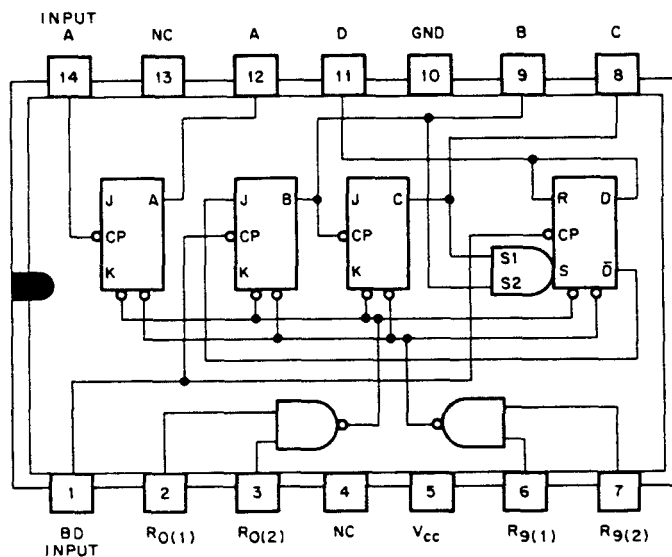 INPUT
A NC A D GND B C
14 13 12 11 10 9 8
J A J B J C R D
CP CP CP CP
K K K S1 S2 S D̅
1 2 3 4 5 6 7
BD
INPUT R0(1) R0(2) NC VCC R9(1) R9(2)